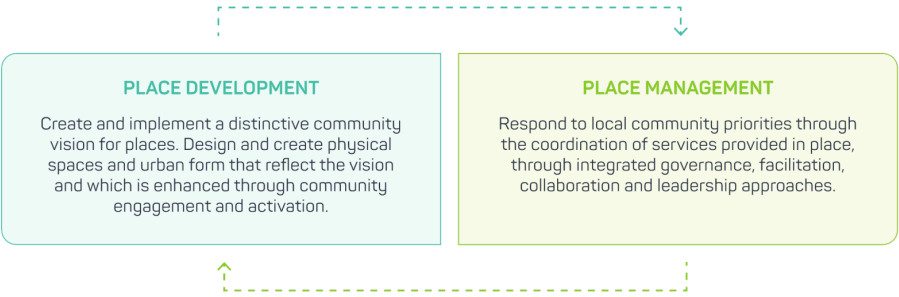 PLACE DEVELOPMENT
Create and implement a distinctive community
vision for places. Design and create physical
spaces and urban form that reflect the vision
and which is enhanced through community
engagement and activation.
PLACE MANAGEMENT
Respond to local community priorities through
the coordination of services provided in place,
through integrated governance, facilitation,
collaboration and leadership approaches.